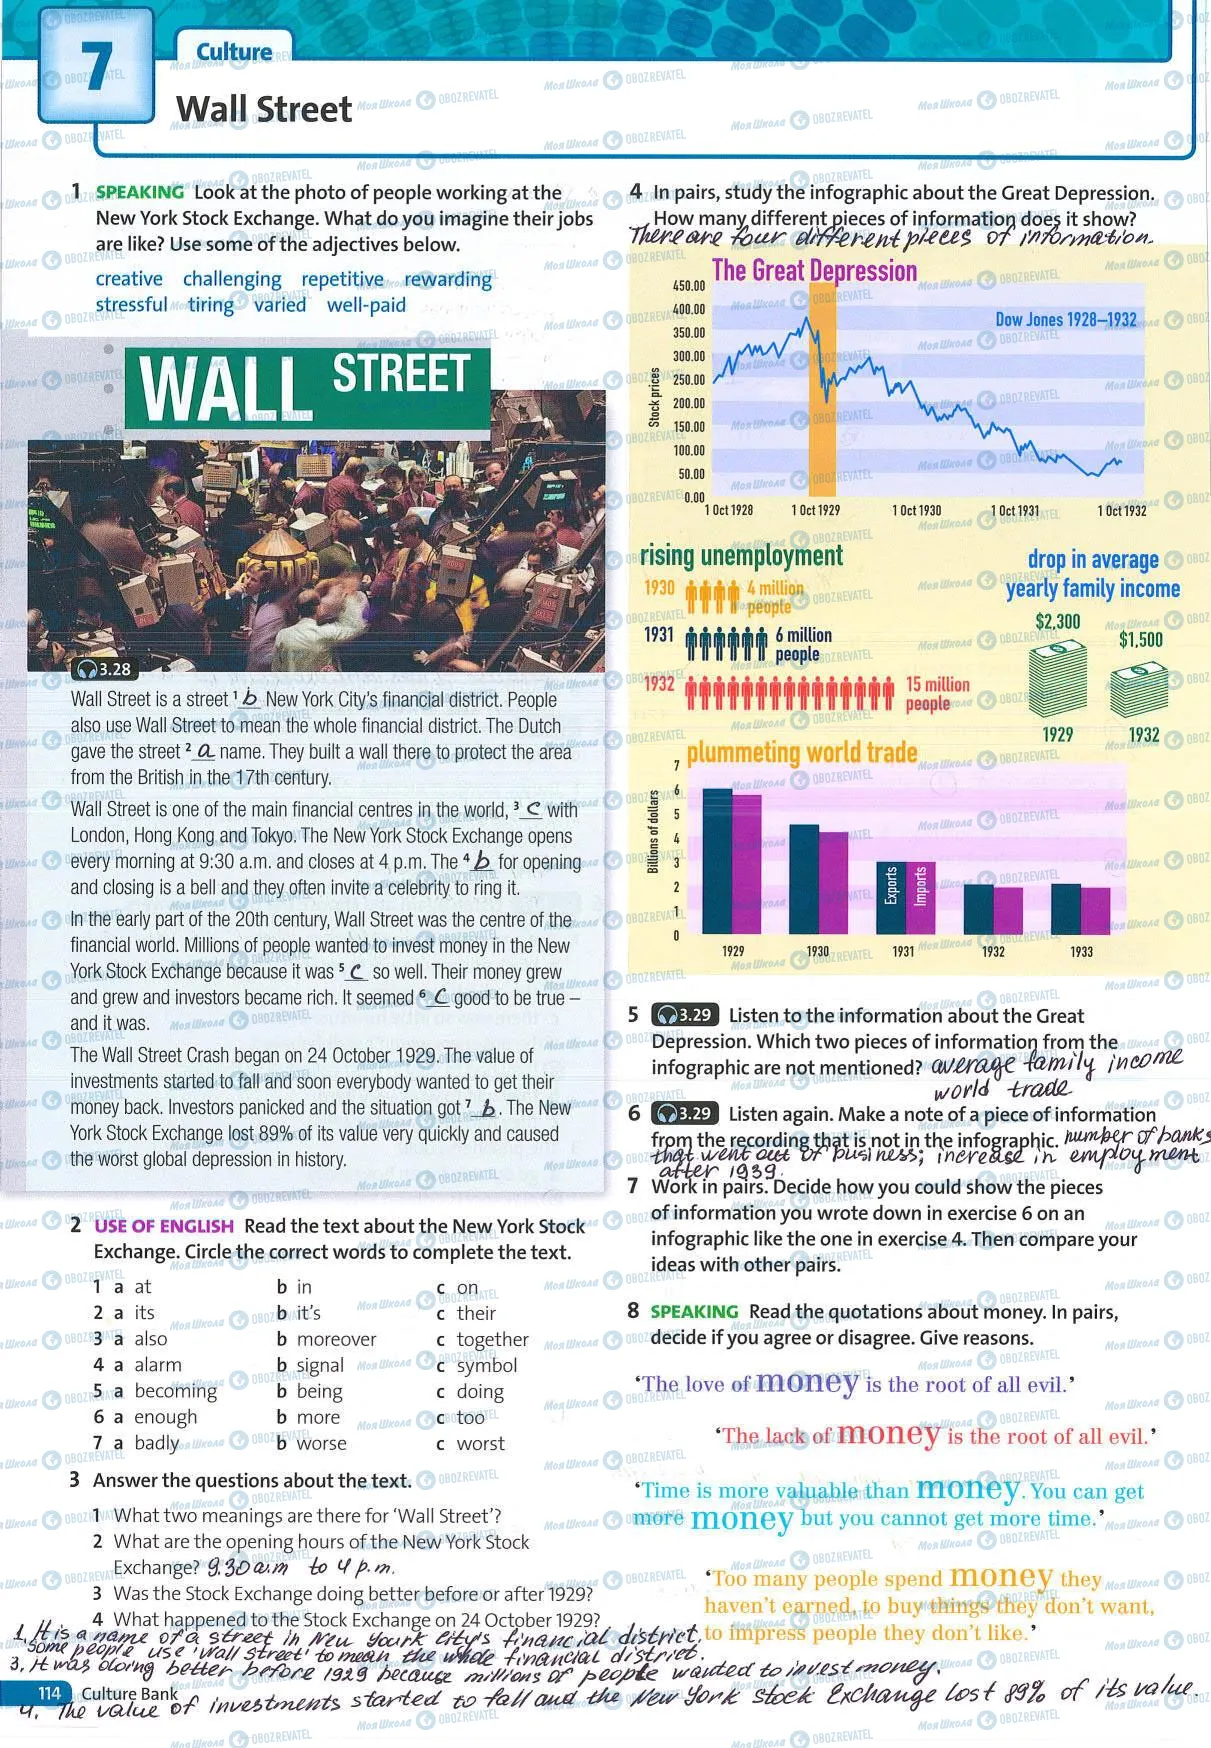 7
Culture
Wall Street
1 SPEAKING Look at the photo of people working at the
New York Stock Exchange. What do you imagine their jobs
are like? Use some of the adjectives below.
creative challenging repetitive rewarding
stressful tiring varied well-paid
WALL STREET
3.28
Wall Street is a street ¹ b New York City's financial district. People
also use Wall Street to mean the whole financial district. The Dutch
gave the street ² a name. They built a wall there to protect the area
from the British in the 17th century.
Wall Street is one of the main financial centres in the world, ³ c with
London, Hong Kong and Tokyo. The New York Stock Exchange opens
every morning at 9:30 a.m. and closes at 4 p.m. The ⁴ b for opening
and closing is a bell and they often invite a celebrity to ring it.
In the early part of the 20th century, Wall Street was the centre of the
financial world. Millions of people wanted to invest money in the New
York Stock Exchange because it was ⁵ c so well. Their money grew
and grew and investors became rich. It seemed ⁶ c good to be true –
and it was.
The Wall Street Crash began on 24 October 1929. The value of
investments started to fall and soon everybody wanted to get their
money back. Investors panicked and the situation got ⁷ b. The New
York Stock Exchange lost 89% of its value very quickly and caused
the worst global depression in history.
2 USE OF ENGLISH Read the text about the New York Stock
Exchange. Circle the correct words to complete the text.
1 a at b in c on
2 a its b it's c their
3 a also b moreover c together
4 a alarm b signal c symbol
5 a becoming b being c doing
6 a enough b more c too
7 a badly b worse c worst
3 Answer the questions about the text.
1 What two meanings are there for 'Wall Street'?
2 What are the opening hours of the New York Stock
Exchange? 9.30 a.m to 4 p.m.
3 Was the Stock Exchange doing better before or after 1929?
4 What happened to the Stock Exchange on 24 October 1929?
1. It is a name of a street in New Yourk City's financial district.
Some people use 'Wall Street' to mean the whole financial district.
3. It was doing better before 1929 because millions of people wanted to invest money.
4. The value of investments started to fall and the New York Stock Exchange lost 89% of its value.
114 Culture Bank
4 In pairs, study the infographic about the Great Depression.
How many different pieces of information does it show?
There are four different pieces of information.
The Great Depression
Dow Jones 1928–1932
Stock prices
450.00
400.00
350.00
300.00
250.00
200.00
150.00
100.00
50.00
0.00
1 Oct 1928 1 Oct 1929 1 Oct 1930 1 Oct 1931 1 Oct 1932
rising unemployment
1930 4 million
people
1931 6 million
people
1932 15 million
people
drop in average
yearly family income
$2,300 $1,500
1929 1932
plummeting world trade
Billions of dollars
7
6
5
4
3
2
1
0
Exports Imports
1929 1930 1931 1932 1933
5 3.29 Listen to the information about the Great
Depression. Which two pieces of information from the
infographic are not mentioned? average family income
world trade
6 3.29 Listen again. Make a note of a piece of information
from the recording that is not in the infographic. number of banks
that went out of business; increase in employment
after 1939.
7 Work in pairs. Decide how you could show the pieces
of information you wrote down in exercise 6 on an
infographic like the one in exercise 4. Then compare your
ideas with other pairs.
8 SPEAKING Read the quotations about money. In pairs,
decide if you agree or disagree. Give reasons.
'The love of money is the root of all evil.'
'The lack of money is the root of all evil.'
'Time is more valuable than money. You can get
more money but you cannot get more time.'
'Too many people spend money they
haven't earned, to buy things they don't want,
to impress people they don't like.'
Моя Школа OBOZREVATEL